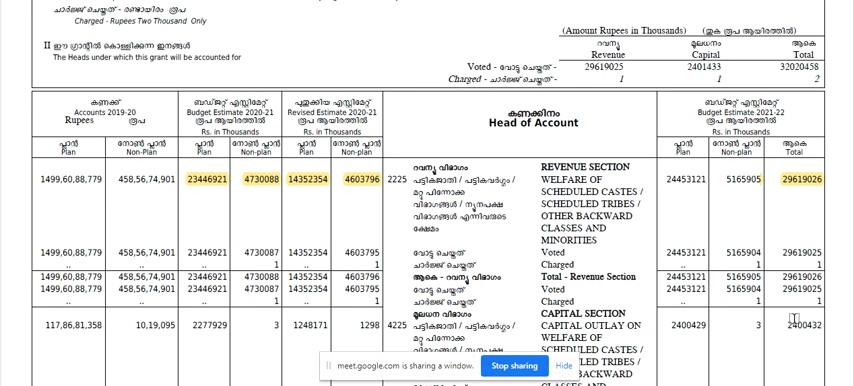 ചാർജ്ജ് ചെയ്തത് - രണ്ടായിരം രൂപ
Charged - Rupees Two Thousand Only
(Amount Rupees in Thousands) (തുക രൂപ ആയിരത്തിൽ)
II ഈ ഗ്രാന്റിൽ കൊള്ളിക്കുന്ന ഇനങ്ങൾ
The Heads under which this grant will be accounted for
റവന്യൂ മൂലധനം ആകെ
Revenue Capital Total
Voted - വോട്ടു ചെയ്തത് - 29619025 2401433 32020458
Charged - ചാർജ്ജ് ചെയ്തത് - 1 1 2
കണക്ക് ബഡ്ജറ്റ് എസ്റ്റിമേറ്റ് പുതുക്കിയ എസ്റ്റിമേറ്റ് കണക്കിനം ബഡ്ജറ്റ് എസ്റ്റിമേറ്റ്
Accounts 2019-20 Budget Estimate 2020-21 Revised Estimate 2020-21 Head of Account Budget Estimate 2021-22
Rupees രൂപ രൂപ ആയിരത്തിൽ രൂപ ആയിരത്തിൽ രൂപ ആയിരത്തിൽ
Rs. in Thousands Rs. in Thousands Rs. in Thousands
പ്ലാൻ നോൺ പ്ലാൻ പ്ലാൻ നോൺ പ്ലാൻ പ്ലാൻ നോൺ പ്ലാൻ പ്ലാൻ നോൺ പ്ലാൻ ആകെ
Plan Non-Plan Plan Non-plan Plan Non-plan Plan Non-plan Total
റവന്യൂ വിഭാഗം REVENUE SECTION
1499,60,88,779 458,56,74,901 23446921 4730088 14352354 4603796 2225 പട്ടികജാതി / പട്ടികവർഗ്ഗം / WELFARE OF 24453121 5165905 29619026
മറ്റു പിന്നോക്ക SCHEDULED CASTES /
വിഭാഗങ്ങൾ / ന്യൂനപക്ഷ SCHEDULED TRIBES /
വിഭാഗങ്ങൾ എന്നിവരുടെ OTHER BACKWARD
ക്ഷേമം CLASSES AND
MINORITIES
1499,60,88,779 458,56,74,901 23446921 4730087 14352354 4603795 വോട്ടു ചെയ്തത് Voted 24453121 5165904 29619025
.. .. .. 1 .. 1 ചാർജ്ജ് ചെയ്തത് Charged .. 1 1
1499,60,88,779 458,56,74,901 23446921 4730088 14352354 4603796 ആകെ - റവന്യൂ വിഭാഗം Total - Revenue Section 24453121 5165905 29619026
1499,60,88,779 458,56,74,901 23446921 4730087 14352354 4603795 വോട്ടു ചെയ്തത് Voted 24453121 5165904 29619025
.. .. .. 1 .. 1 ചാർജ്ജ് ചെയ്തത് Charged .. 1 1
മൂലധന വിഭാഗം CAPITAL SECTION
117,86,81,358 10,19,095 2277929 3 1248171 1298 4225 പട്ടികജാതി / പട്ടികവർഗ്ഗം / CAPITAL OUTLAY ON 2400429 3 2400432
മറ്റു പിന്നോക്ക WELFARE OF
വിഭാഗങ്ങൾ / ന്യൂനപക്ഷ SCHEDULED CASTES /
meet.google.com is sharing a window. Stop sharing Hide